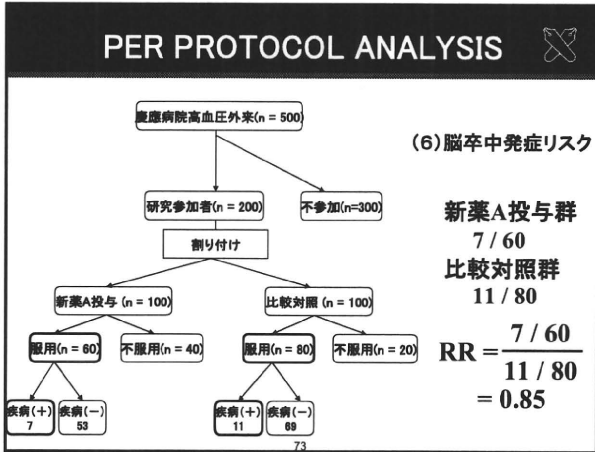 PER PROTOCOL ANALYSIS
慶應病院高血圧外来(n = 500)
(6)脳卒中発症リスク
研究参加者(n = 200)
不参加(n=300)
割り付け
新薬A投与 (n = 100)
比較対照 (n = 100)
服用(n = 60)
不服用(n = 40)
服用(n = 80)
不服用(n = 20)
疾病(+)
7
疾病(-)
53
疾病(+)
11
疾病(-)
69
新薬A投与群
7 / 60
比較対照群
11 / 80
RR = 7 / 60
11 / 80
= 0.85
73